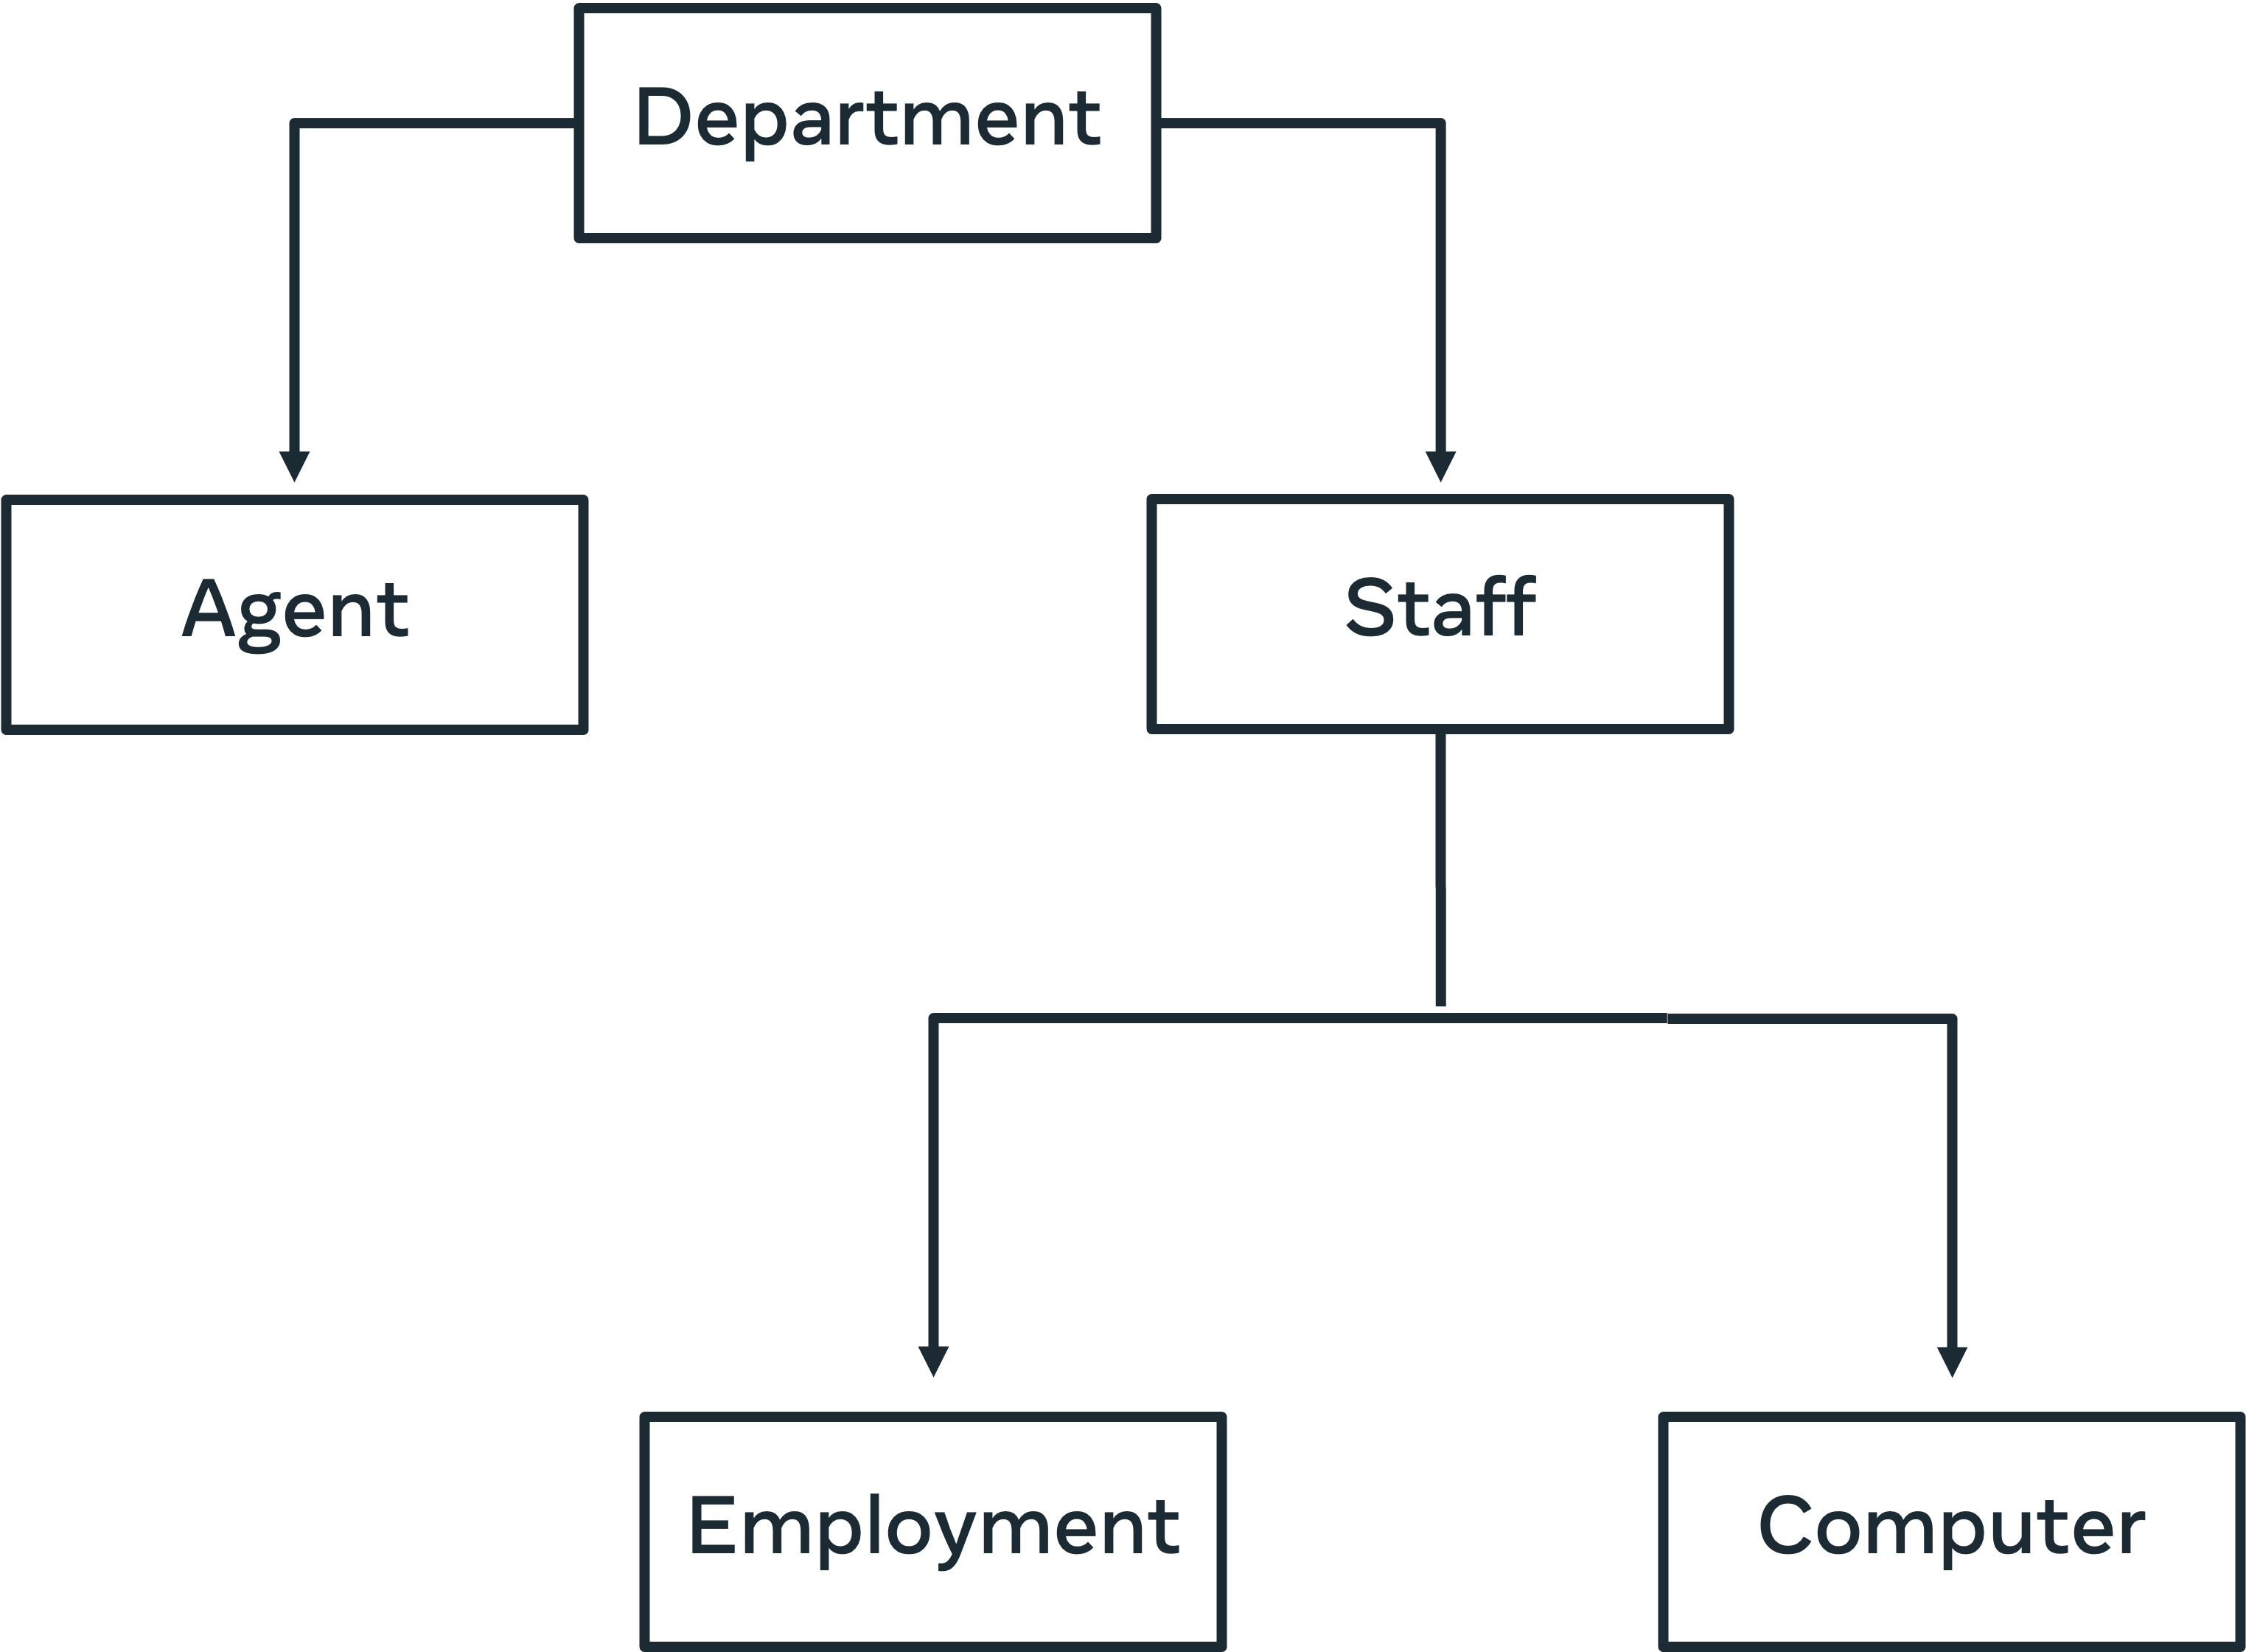 Department
Agent
Staff
Employment
Computer